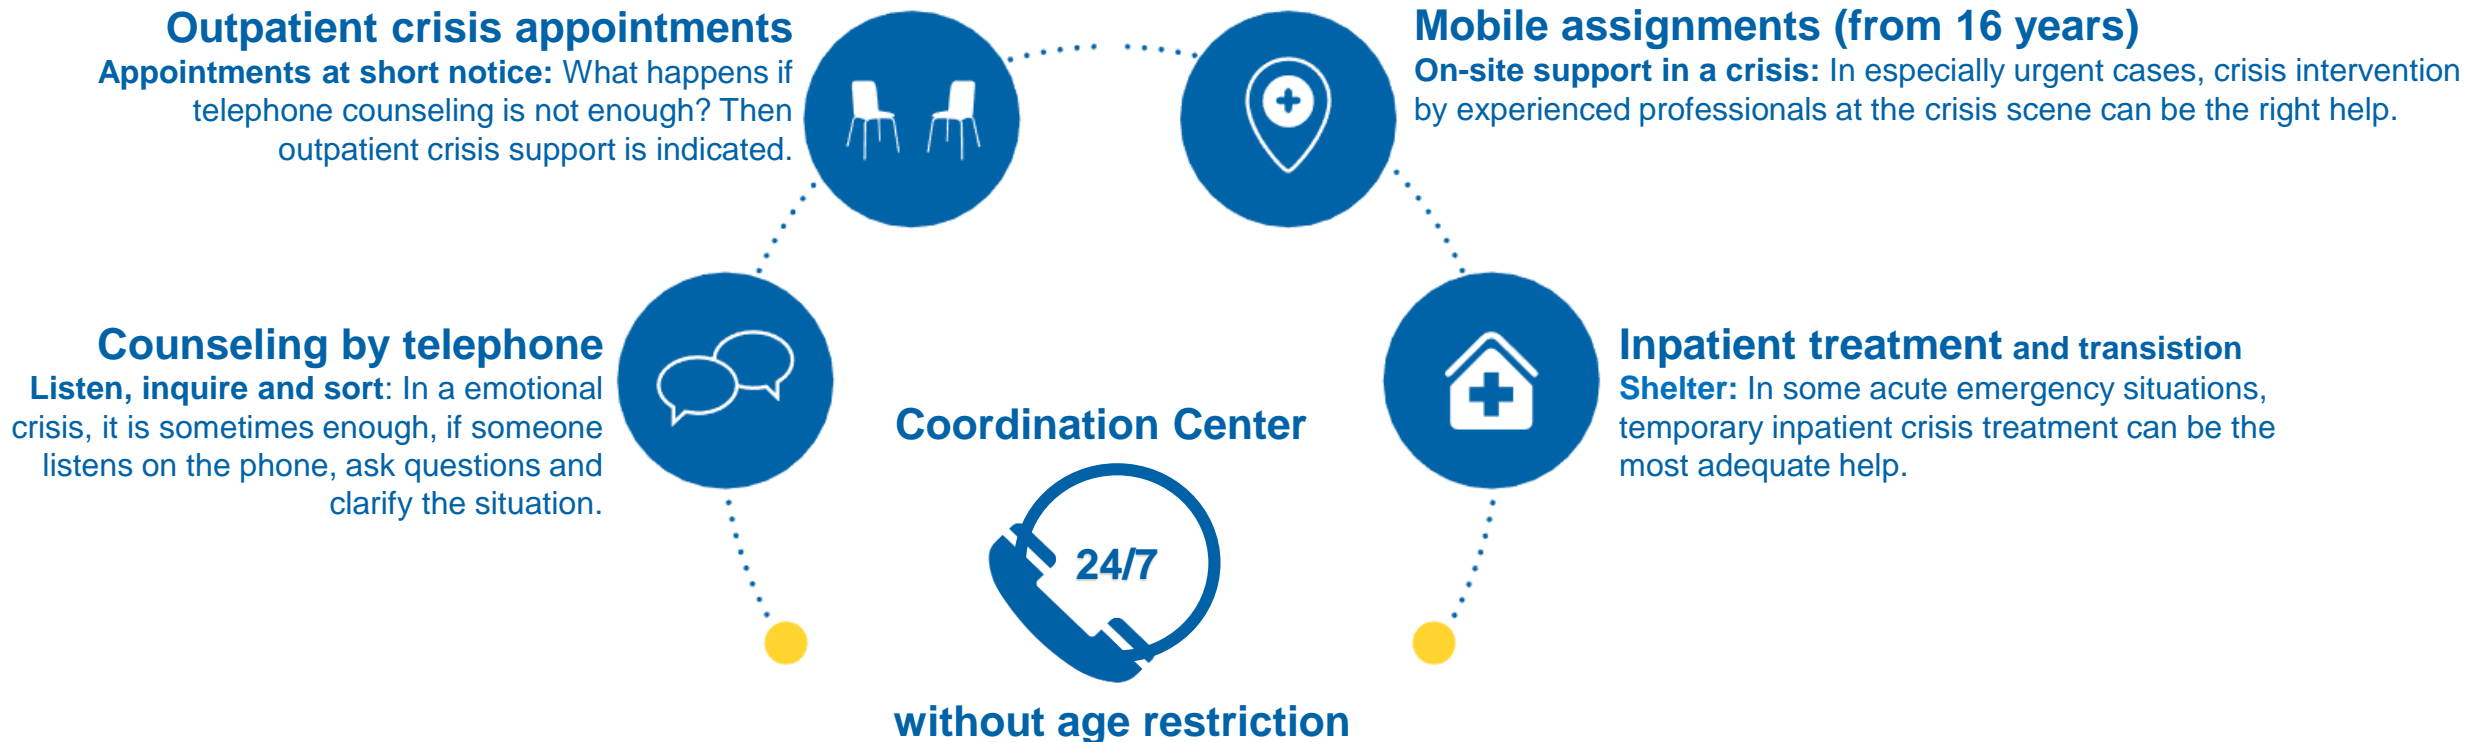 Outpatient crisis appointments
Appointments at short notice: What happens if
telephone counseling is not enough? Then
outpatient crisis support is indicated.
Mobile assignments (from 16 years)
On-site support in a crisis: In especially urgent cases, crisis intervention
by experienced professionals at the crisis scene can be the right help.
Counseling by telephone
Listen, inquire and sort: In a emotional
crisis, it is sometimes enough, if someone
listens on the phone, ask questions and
clarify the situation.
Inpatient treatment and transistion
Shelter: In some acute emergency situations,
temporary inpatient crisis treatment can be the
most adequate help.
Coordination Center
24/7
without age restriction